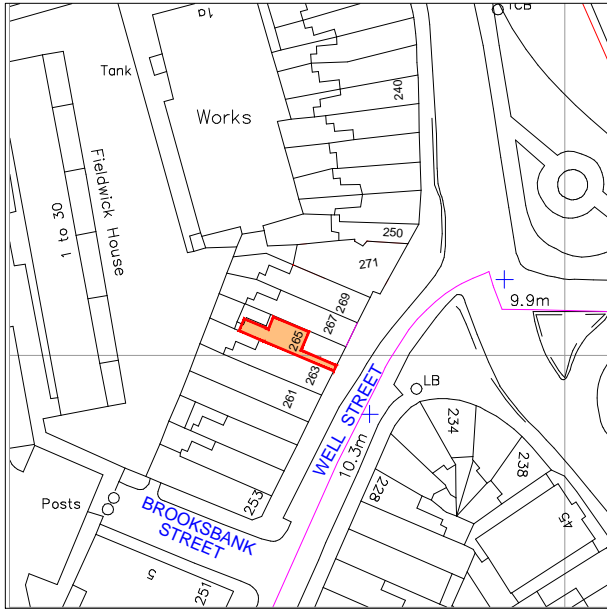 1a
TCB
Tank
240
Works
Fieldwick House
1 to 30
250
271
9.9m
269
267
265
263
261
LB
WELL STREET
10.3m
234
238
228
253
45
Posts
BROOKSBANK
STREET
5
251